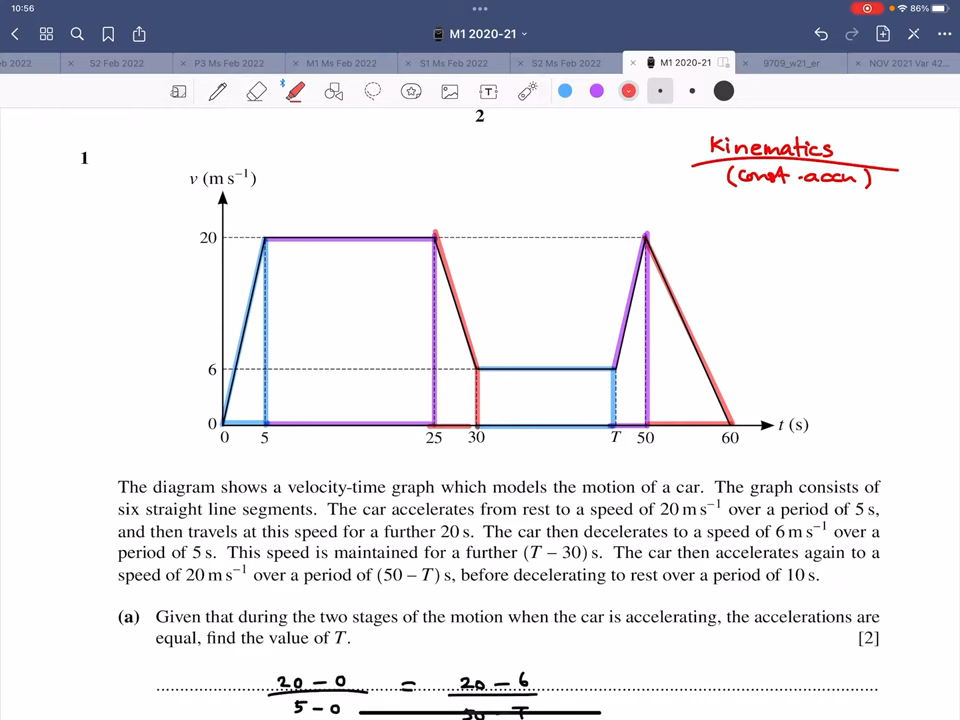 10:56
86%
M1 2020-21
eb 2022
S2 Feb 2022
P3 Ms Feb 2022
M1 Ms Feb 2022
S1 Ms Feb 2022
S2 Ms Feb 2022
M1 2020-21
9709_w21_er
NOV 2021 Var 42...
2
1
Kinematics
(const. accn)
v (m s⁻¹)
20
6
0
0 5 25 30 T 50 60 t (s)
The diagram shows a velocity-time graph which models the motion of a car. The graph consists of
six straight line segments. The car accelerates from rest to a speed of 20 m s⁻¹ over a period of 5 s,
and then travels at this speed for a further 20 s. The car then decelerates to a speed of 6 m s⁻¹ over a
period of 5 s. This speed is maintained for a further (T – 30) s. The car then accelerates again to a
speed of 20 m s⁻¹ over a period of (50 – T) s, before decelerating to rest over a period of 10 s.
(a) Given that during the two stages of the motion when the car is accelerating, the accelerations are
equal, find the value of T. [2]
20 - 0 = 20 - 6
5 - 0 50 - T